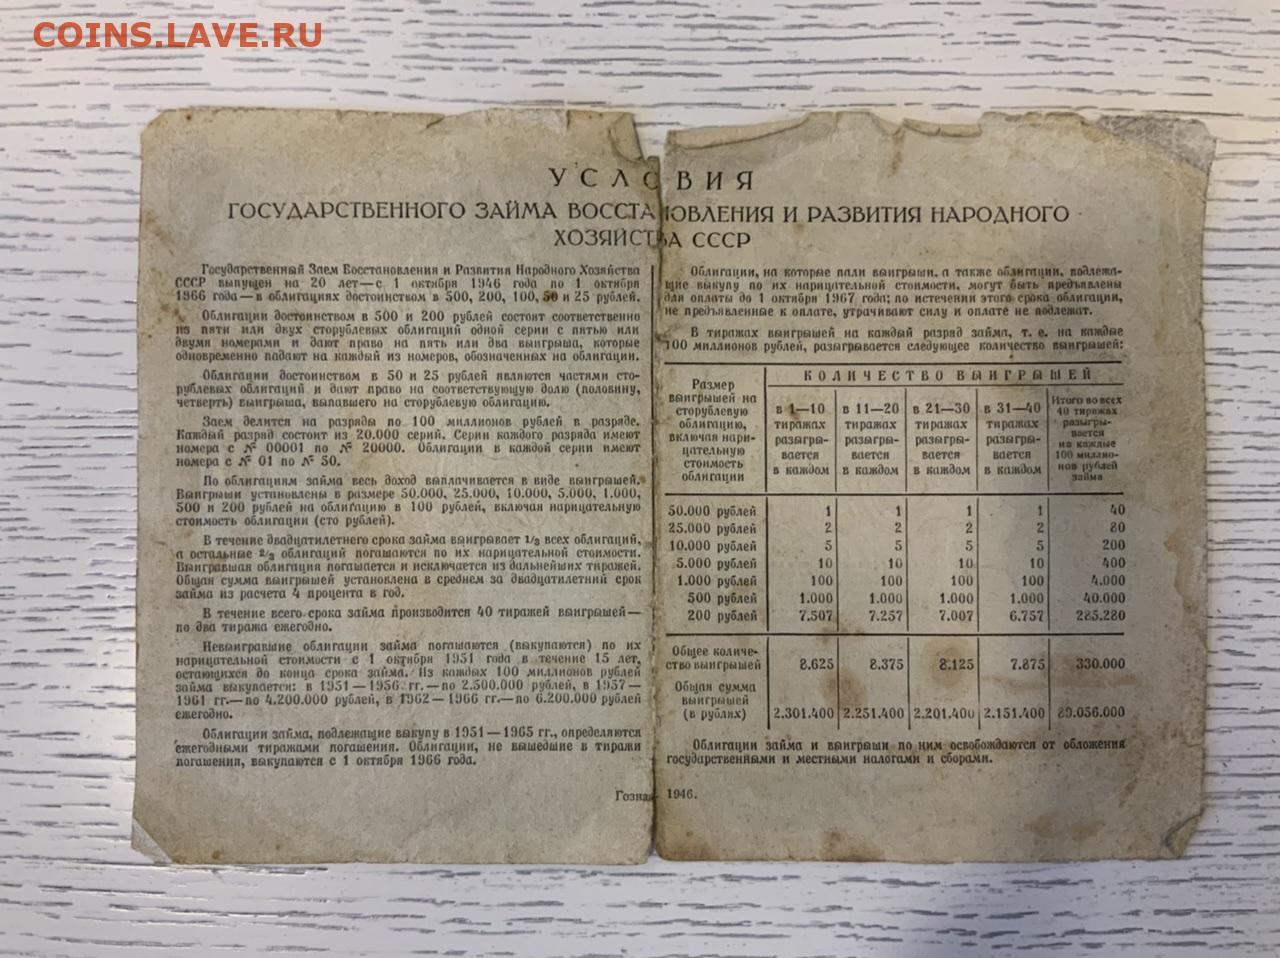 COINS.LAVE.RU
УСЛОВИЯ
ГОСУДАРСТВЕННОГО ЗАЙМА ВОССТАНОВЛЕНИЯ И РАЗВИТИЯ НАРОДНОГО
ХОЗЯЙСТВА СССР
Государственный Заем Восстановления и Развития Народного Хозяйства
СССР выпущен на 20 лет—с 1 октября 1946 года по 1 октября
1966 года—в облигациях достоинством в 500, 200, 100, 50 и 25 рублей.
Облигации достоинством в 500 и 200 рублей состоят соответственно
из пяти или двух сторублевых облигаций одной серии с пятью или
двумя номерами и дают право на пять или два выигрыша, которые
одновременно падают на каждый из номеров, обозначенных на облигации.
Облигации достоинством в 50 и 25 рублей являются частями сто-
рублевых облигаций и дают право на соответствующую долю (половину,
четверть) выигрыша, выпавшего на сторублевую облигацию.
Заем делится на разряды по 100 миллионов рублей в разряде.
Каждый разряд состоит из 20.000 серий. Серии каждого разряда имеют
номера с № 00001 по № 20000. Облигации в каждой серии имеют
номера с № 01 по № 50.
По облигациям займа весь доход выплачивается в виде выигрышей.
Выигрыши установлены в размере 50.000, 25.000, 10.000, 5.000, 1.000,
500 и 200 рублей на облигацию в 100 рублей, включая нарицательную
стоимость облигации (сто рублей).
В течение двадцатилетнего срока займа выигрывает 1/3 всех облигаций,
а остальные 2/3 облигаций погашаются по их нарицательной стоимости.
Выигравшая облигация погашается и исключается из дальнейших тиражей.
Общая сумма выигрышей установлена в среднем за двадцатилетний срок
займа из расчета 4 процента в год.
В течение всего срока займа производится 40 тиражей выигрышей—
по два тиража ежегодно.
Невыигравшие облигации займа погашаются (выкупаются) по их
нарицательной стоимости с 1 октября 1951 года в течение 15 лет,
остающихся до конца срока займа. Из каждых 100 миллионов рублей
займа выкупается: в 1951—1956 гг.—по 2.500.000 рублей, в 1957—
1961 гг.—по 4.200.000 рублей, в 1962—1966 гг.—по 6.200.000 рублей
ежегодно.
Облигации займа, подлежащие выкупу в 1951—1965 гг., определяются
ежегодными тиражами погашения. Облигации, не вышедшие в тиражи
погашения, выкупаются с 1 октября 1966 года.
Облигации, на которые пали выигрыши, а также облигации, подлежа-
щие выкупу по их нарицательной стоимости, могут быть предъявлены
для оплаты до 1 октября 1967 года; по истечении этого срока облигации,
не предъявленные к оплате, утрачивают силу и оплате не подлежат.
В тиражах выигрышей на каждый разряд займа, т. е. на каждые
100 миллионов рублей, разыгрывается следующее количество выигрышей:
Размер
выигрышей на
сторублевую
облигацию,
включая нари-
цательную
стоимость
облигации
КОЛИЧЕСТВО ВЫИГРЫШЕЙ
в 1—10
тиражах
разыгры-
вается
в каждом
в 11—20
тиражах
разыгры-
вается
в каждом
в 21—30
тиражах
разыгры-
вается
в каждом
в 31—40
тиражах
разыгры-
вается
в каждом
Итого во всех
40 тиражах
разыгры-
вается
на каждые
100 миллио-
нов рублей
займа
50.000 рублей 1 1 1 1 40
25.000 рублей 2 2 2 2 80
10.000 рублей 5 5 5 5 200
5.000 рублей 10 10 10 10 400
1.000 рублей 100 100 100 100 4.000
500 рублей 1.000 1.000 1.000 1.000 40.000
200 рублей 7.507 7.257 7.007 6.757 285.280
Общее количе-
ство выигрышей 8.625 8.375 8.125 7.875 330.000
Общая сумма
выигрышей
(в рублях) 2.301.400 2.251.400 2.201.400 2.151.400 89.056.000
Облигации займа и выигрыши по ним освобождаются от обложения
государственными и местными налогами и сборами.
Гознак 1946.